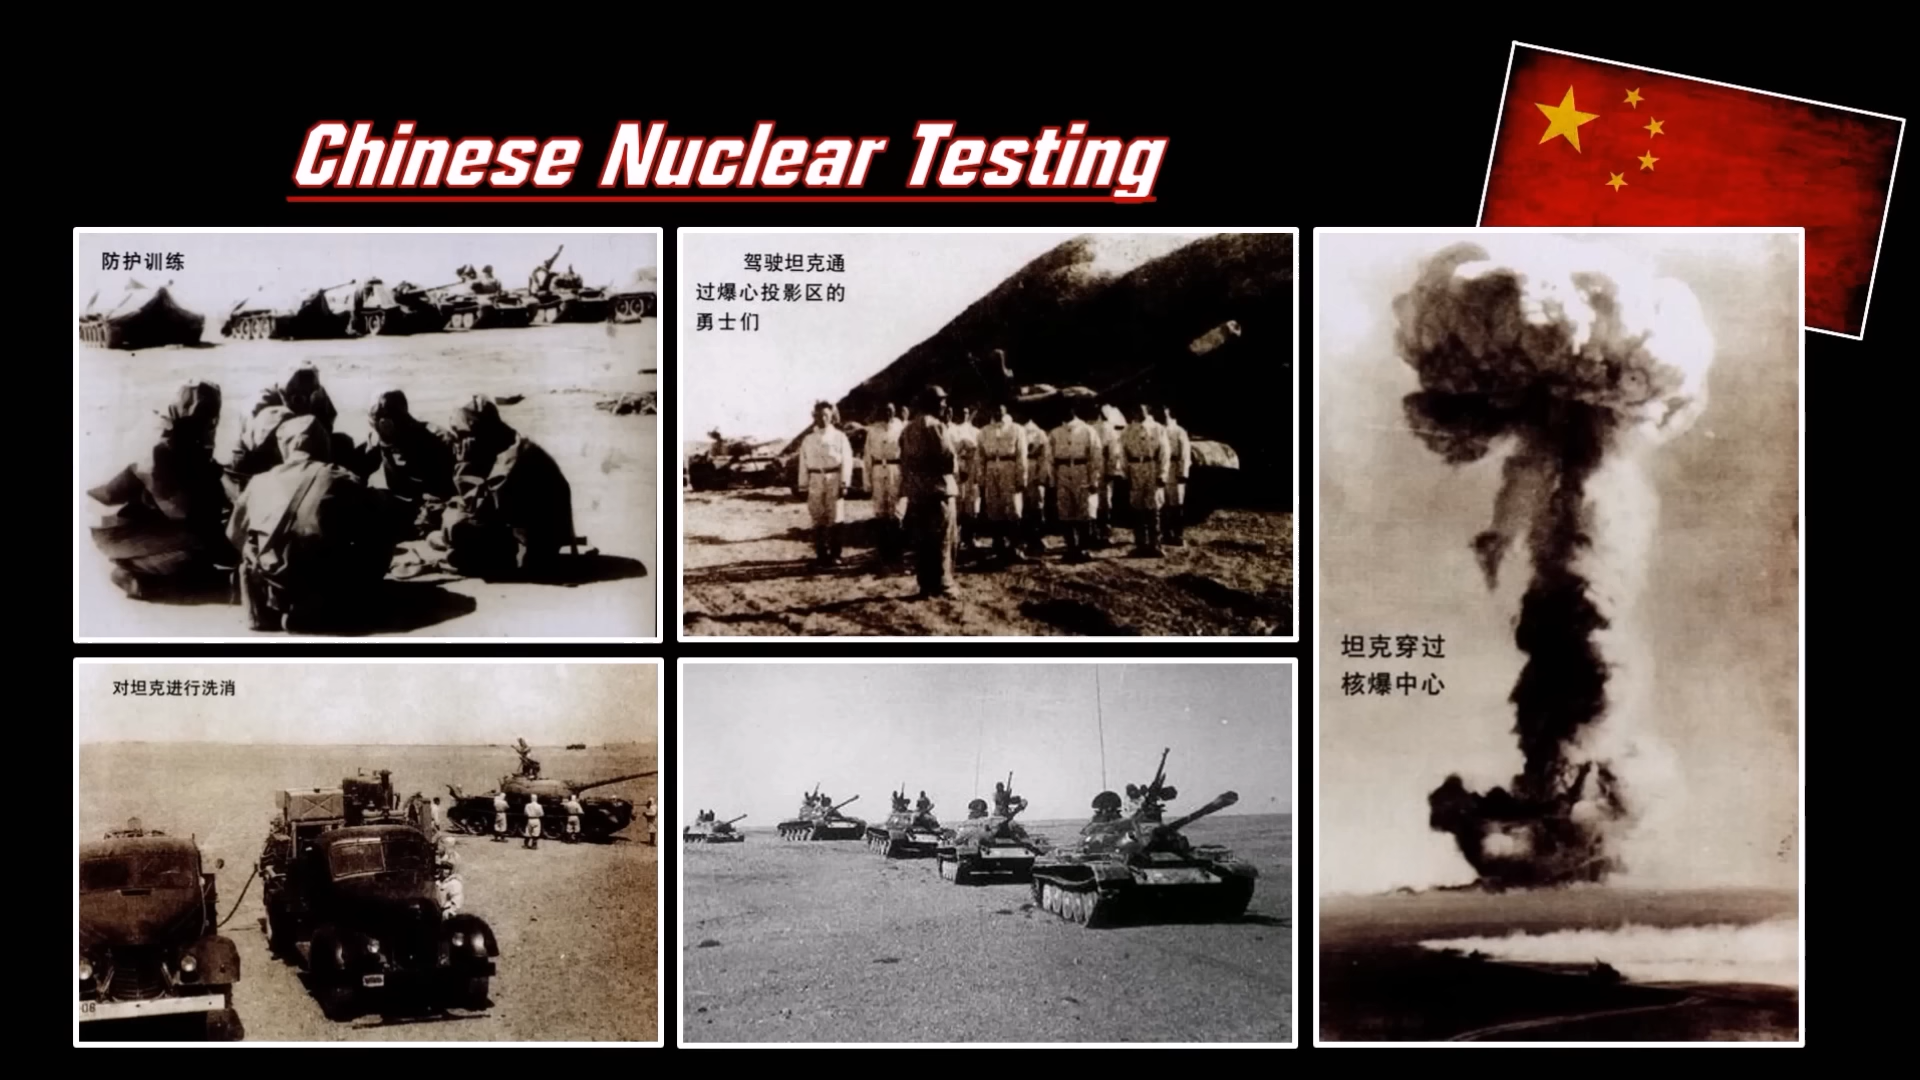 Chinese Nuclear Testing
防护训练
驾驶坦克通
过爆心投影区的
勇士们
坦克穿过
核爆中心
对坦克进行洗消
08